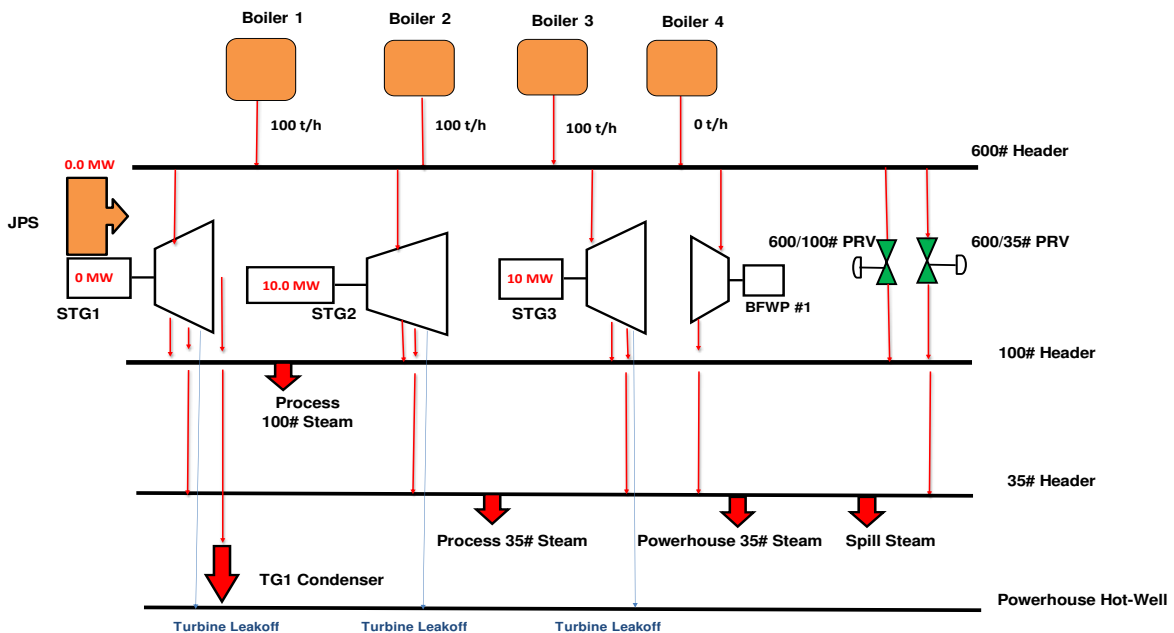 Boiler 1
Boiler 2
Boiler 3
Boiler 4
100 t/h
100 t/h
100 t/h
0 t/h
600# Header
0.0 MW
JPS
600/100# PRV
600/35# PRV
0 MW
10.0 MW
10 MW
BFWP #1
STG1
STG2
STG3
100# Header
Process
100# Steam
35# Header
Process 35# Steam
Powerhouse 35# Steam
Spill Steam
TG1 Condenser
Powerhouse Hot-Well
Turbine Leakoff
Turbine Leakoff
Turbine Leakoff